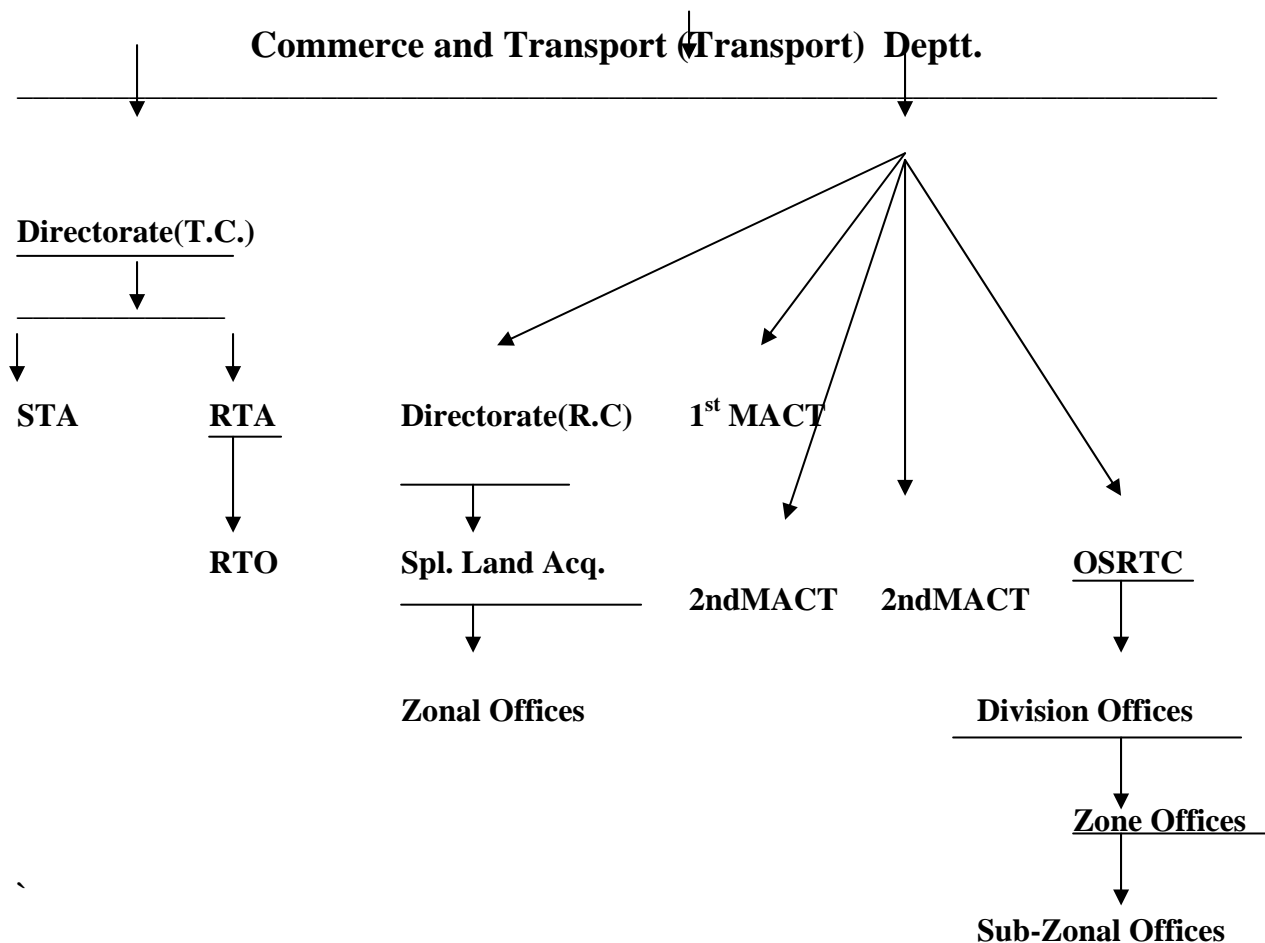 Commerce and Transport (Transport) Deptt.
Directorate(T.C.)
STA
RTA
Directorate(R.C)
1st MACT
RTO
Spl. Land Acq.
OSRTC
2ndMACT
2ndMACT
Zonal Offices
Division Offices
Zone Offices
`
Sub-Zonal Offices